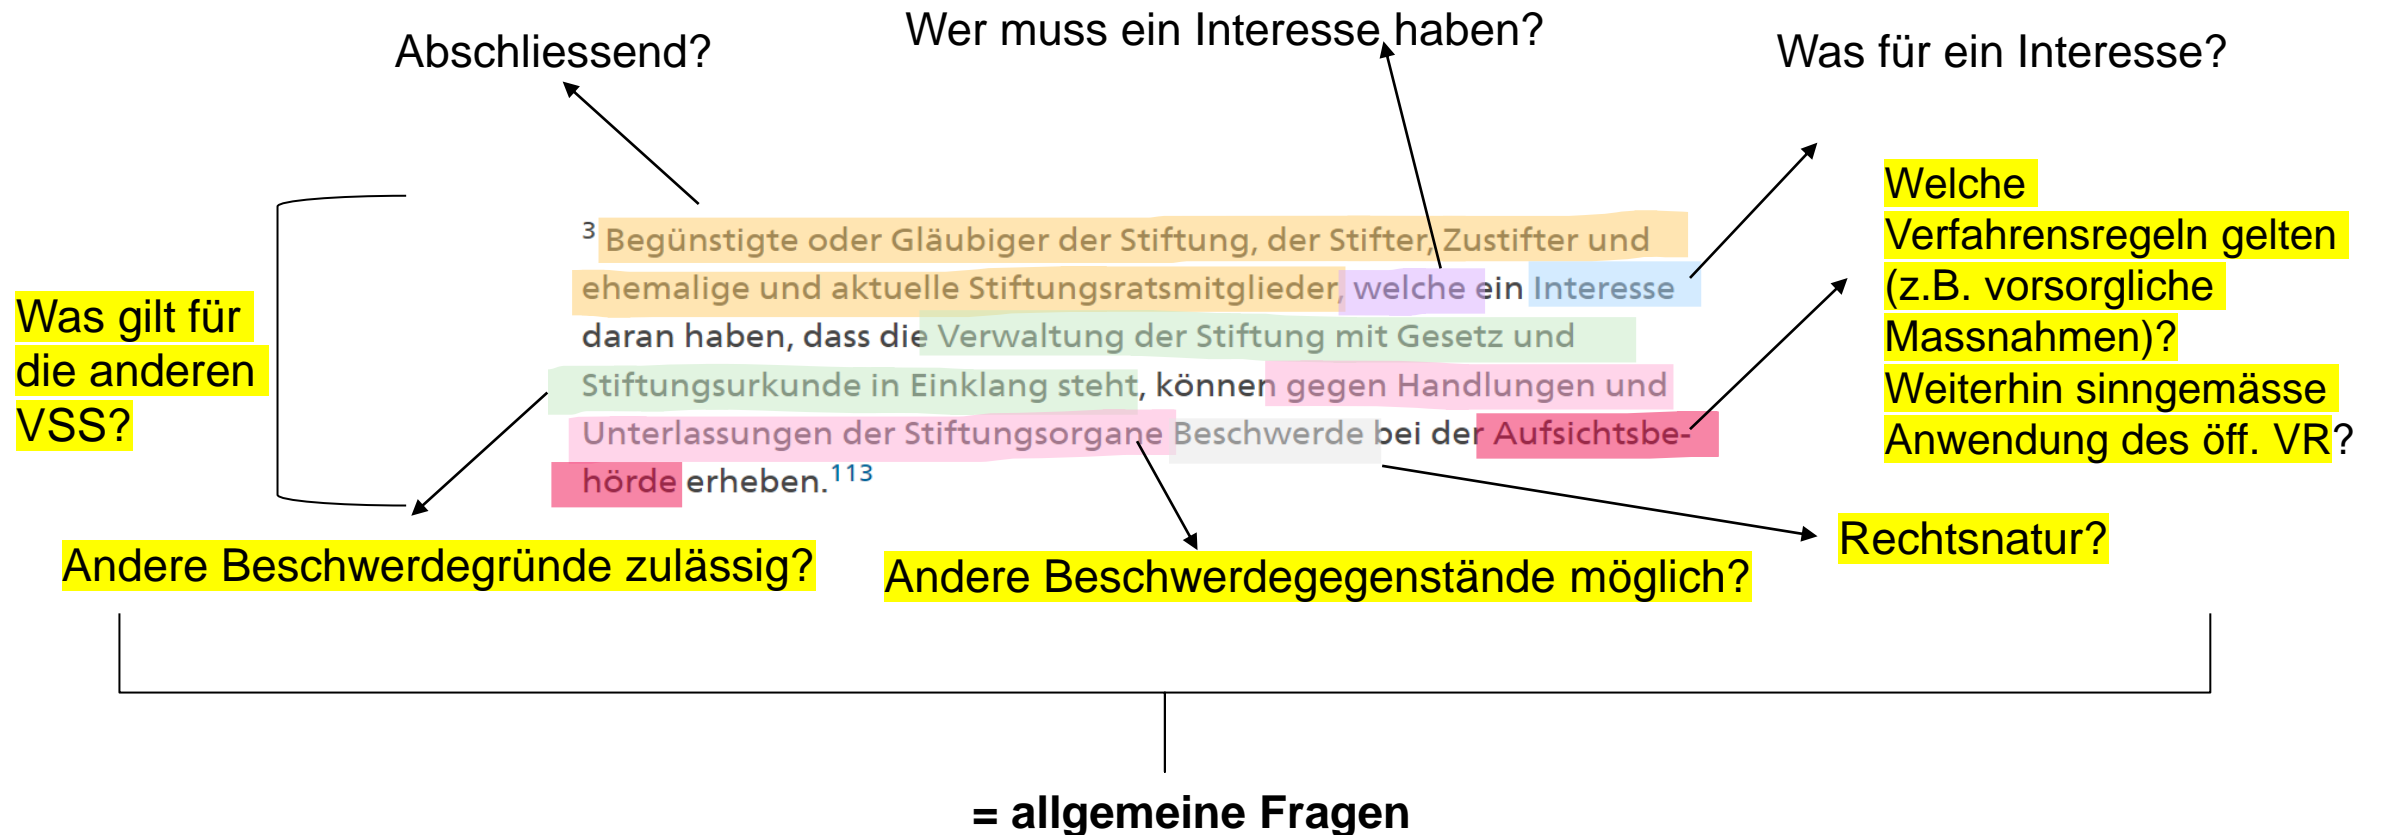 Abschliessend?
Wer muss ein Interesse haben?
Was für ein Interesse?
³ Begünstigte oder Gläubiger der Stiftung, der Stifter, Zustifter und
ehemalige und aktuelle Stiftungsratsmitglieder, welche ein Interesse
daran haben, dass die Verwaltung der Stiftung mit Gesetz und
Stiftungsurkunde in Einklang steht, können gegen Handlungen und
Unterlassungen der Stiftungsorgane Beschwerde bei der Aufsichtsbe-
hörde erheben.¹¹³
Was gilt für
die anderen
VSS?
Welche
Verfahrensregeln gelten
(z.B. vorsorgliche
Massnahmen)?
Weiterhin sinngemässe
Anwendung des öff. VR?
Andere Beschwerdegründe zulässig?
Andere Beschwerdegegenstände möglich?
Rechtsnatur?
= allgemeine Fragen